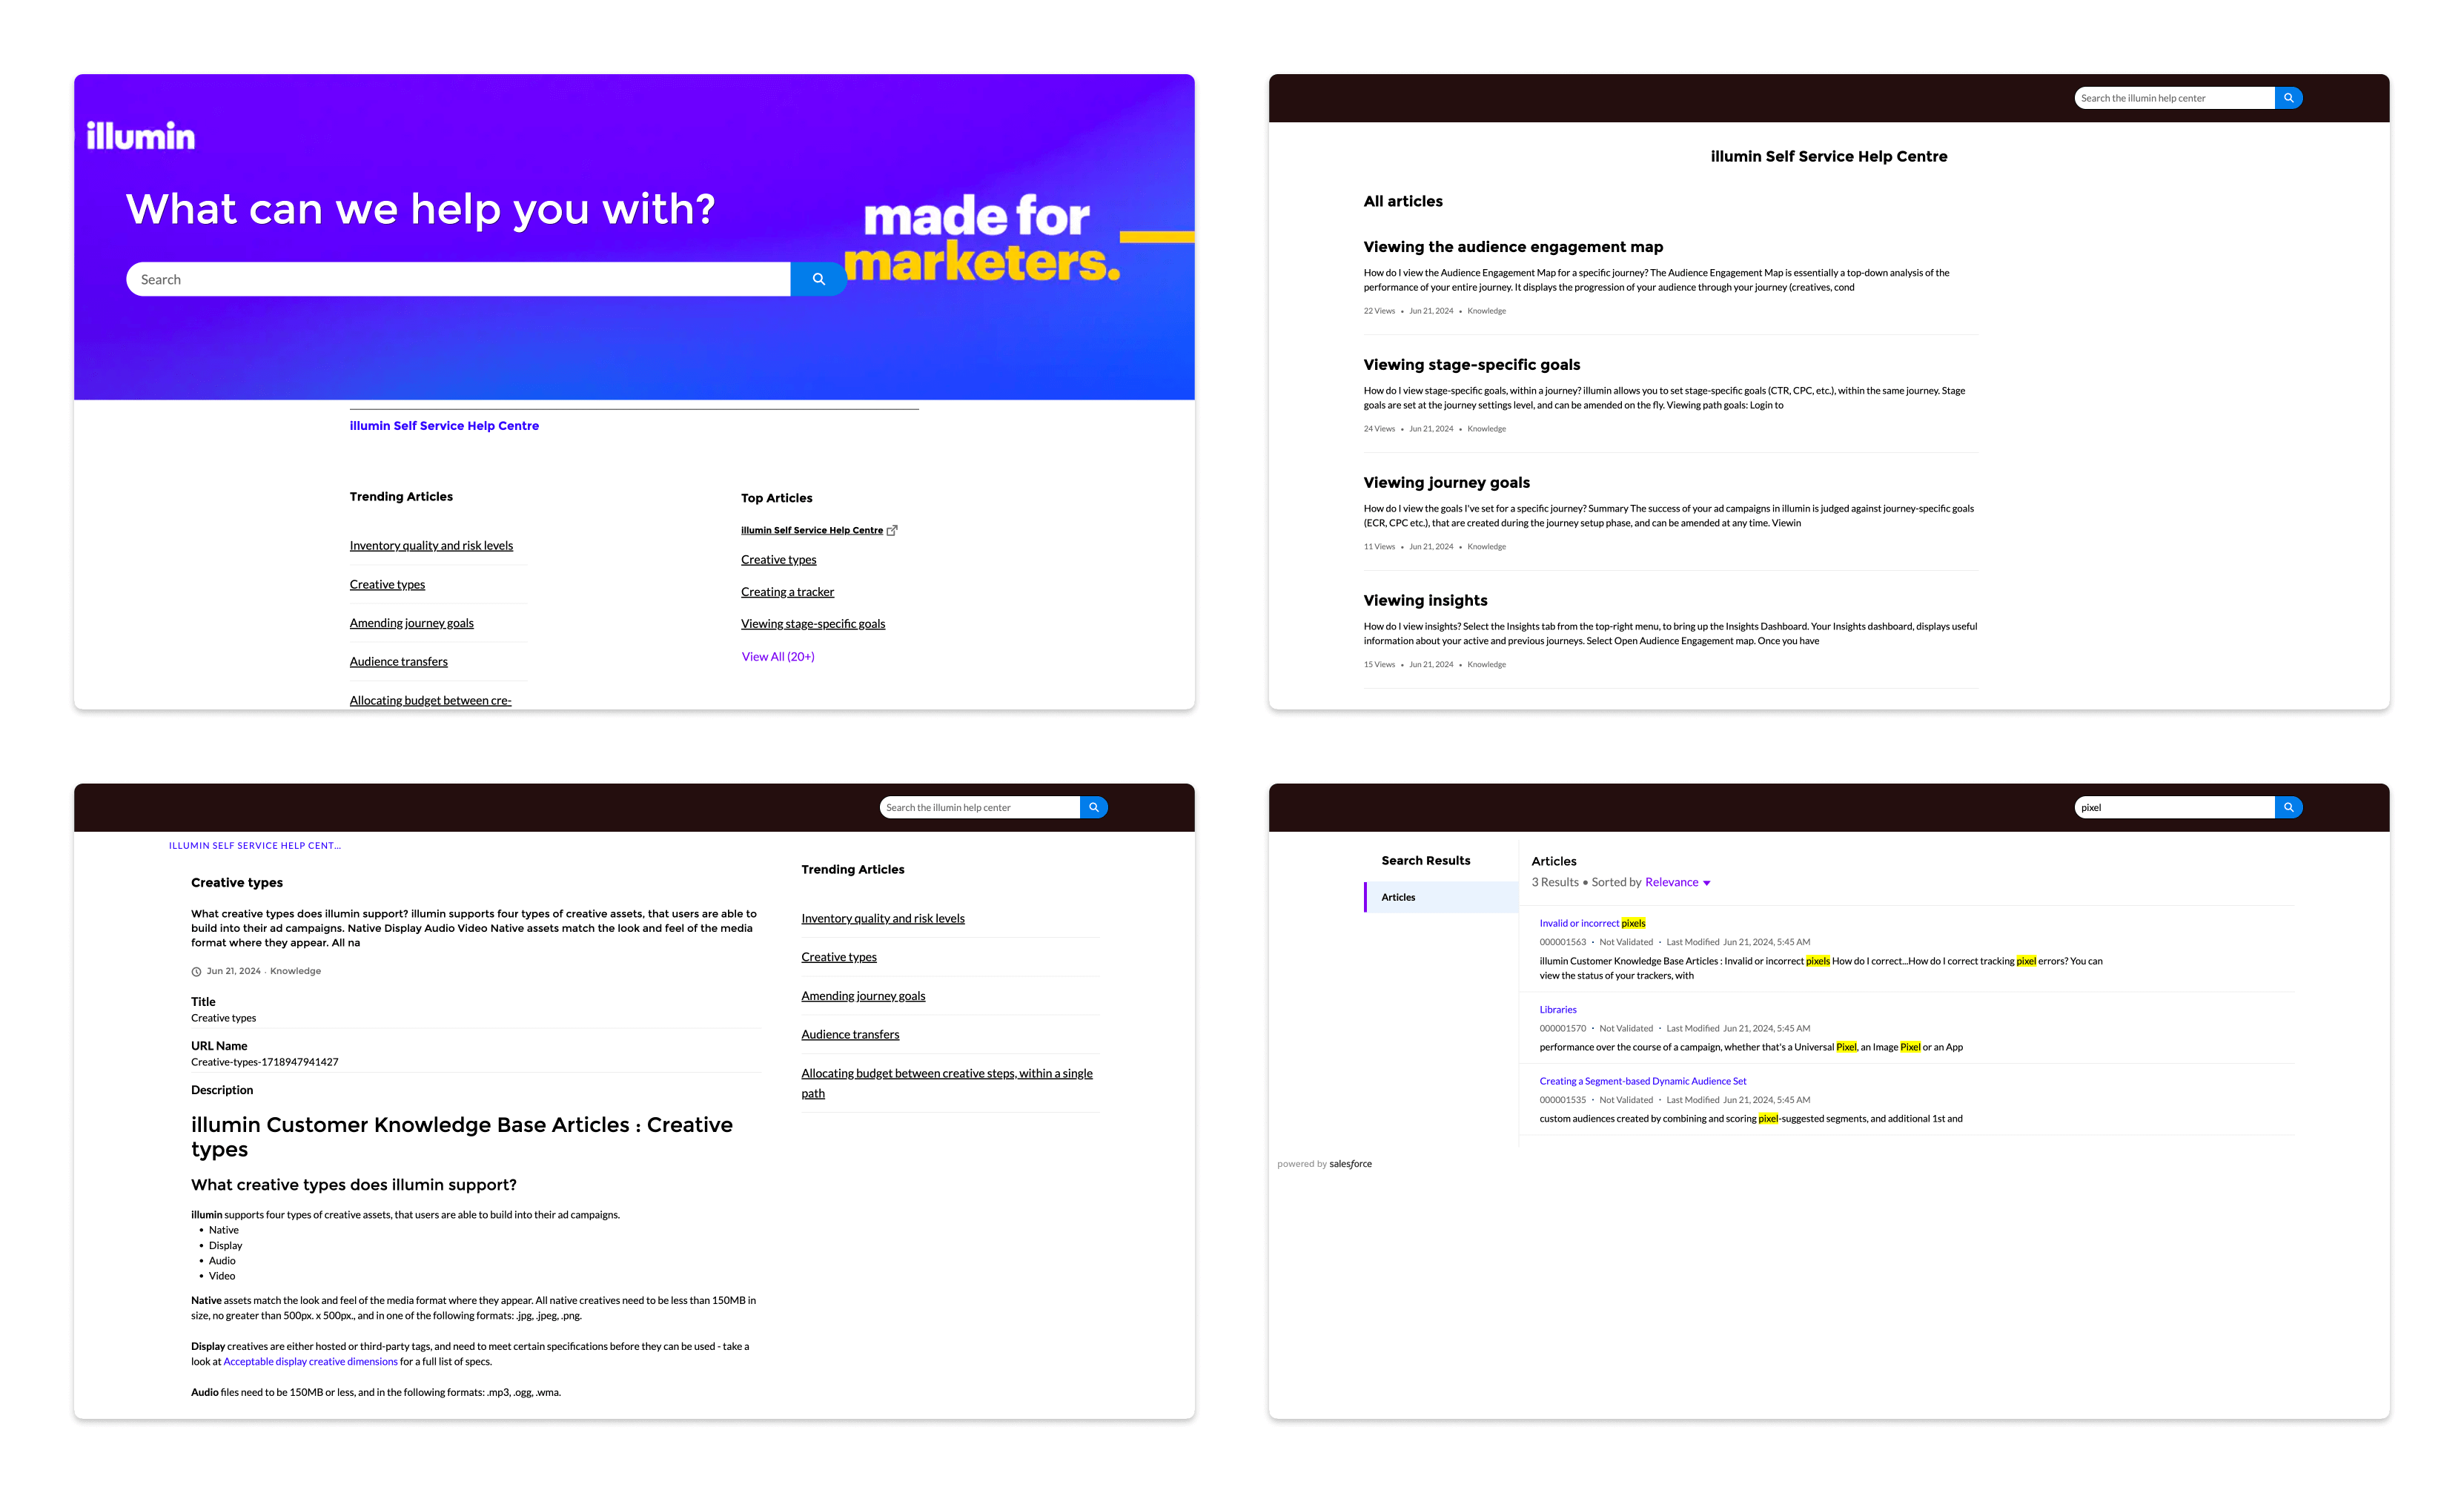 illumin
What can we help you with?
Search
made for
marketers.
illumin Self Service Help Centre
Trending Articles
Inventory quality and risk levels
Creative types
Amending journey goals
Audience transfers
Allocating budget between cre-
Top Articles
illumin Self Service Help Centre
Creative types
Creating a tracker
Viewing stage-specific goals
View All (20+)
Search the illumin help center
illumin Self Service Help Centre
All articles
Viewing the audience engagement map
How do I view the Audience Engagement Map for a specific journey? The Audience Engagement Map is essentially a top-down analysis of the
performance of your entire journey. It displays the progression of your audience through your journey (creatives, cond
22 Views • Jun 21, 2024 • Knowledge
Viewing stage-specific goals
How do I view stage-specific goals, within a journey? illumin allows you to set stage-specific goals (CTR, CPC, etc.), within the same journey. Stage
goals are set at the journey settings level, and can be amended on the fly. Viewing path goals: Login to
24 Views • Jun 21, 2024 • Knowledge
Viewing journey goals
How do I view the goals I've set for a specific journey? Summary The success of your ad campaigns in illumin is judged against journey-specific goals
(ECR, CPC etc.), that are created during the journey setup phase, and can be amended at any time. Viewin
11 Views • Jun 21, 2024 • Knowledge
Viewing insights
How do I view insights? Select the Insights tab from the top-right menu, to bring up the Insights Dashboard. Your Insights dashboard, displays useful
information about your active and previous journeys. Select Open Audience Engagement map. Once you have
15 Views • Jun 21, 2024 • Knowledge
Search the illumin help center
ILLUMIN SELF SERVICE HELP CENT...
Creative types
What creative types does illumin support? illumin supports four types of creative assets, that users are able to
build into their ad campaigns. Native Display Audio Video Native assets match the look and feel of the media
format where they appear. All na
Jun 21, 2024 . Knowledge
Title
Creative types
URL Name
Creative-types-1718947941427
Description
illumin Customer Knowledge Base Articles : Creative
types
What creative types does illumin support?
illumin supports four types of creative assets, that users are able to build into their ad campaigns.
• Native
• Display
• Audio
• Video
Native assets match the look and feel of the media format where they appear. All native creatives need to be less than 150MB in
size, no greater than 500px. x 500px., and in one of the following formats: .jpg, .jpeg, .png.
Display creatives are either hosted or third-party tags, and need to meet certain specifications before they can be used - take a
look at Acceptable display creative dimensions for a full list of specs.
Audio files need to be 150MB or less, and in the following formats: .mp3, .ogg, .wma.
Trending Articles
Inventory quality and risk levels
Creative types
Amending journey goals
Audience transfers
Allocating budget between creative steps, within a single
path
pixel
Search Results
Articles
Articles
3 Results • Sorted by Relevance
Invalid or incorrect pixels
000001563 • Not Validated • Last Modified Jun 21, 2024, 5:45 AM
illumin Customer Knowledge Base Articles : Invalid or incorrect pixels How do I correct...How do I correct tracking pixel errors? You can
view the status of your trackers, with
Libraries
000001570 • Not Validated • Last Modified Jun 21, 2024, 5:45 AM
performance over the course of a campaign, whether that's a Universal Pixel, an Image Pixel or an App
Creating a Segment-based Dynamic Audience Set
000001535 • Not Validated • Last Modified Jun 21, 2024, 5:45 AM
custom audiences created by combining and scoring pixel-suggested segments, and additional 1st and
powered by salesforce